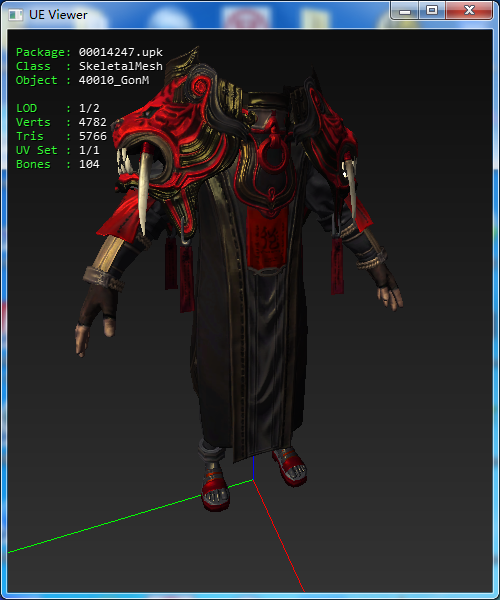 UE Viewer
Package: 00014247.upk
Class : SkeletalMesh
Object : 40010_GonM
LOD : 1/2
Verts : 4782
Tris : 5766
UV Set : 1/1
Bones : 104